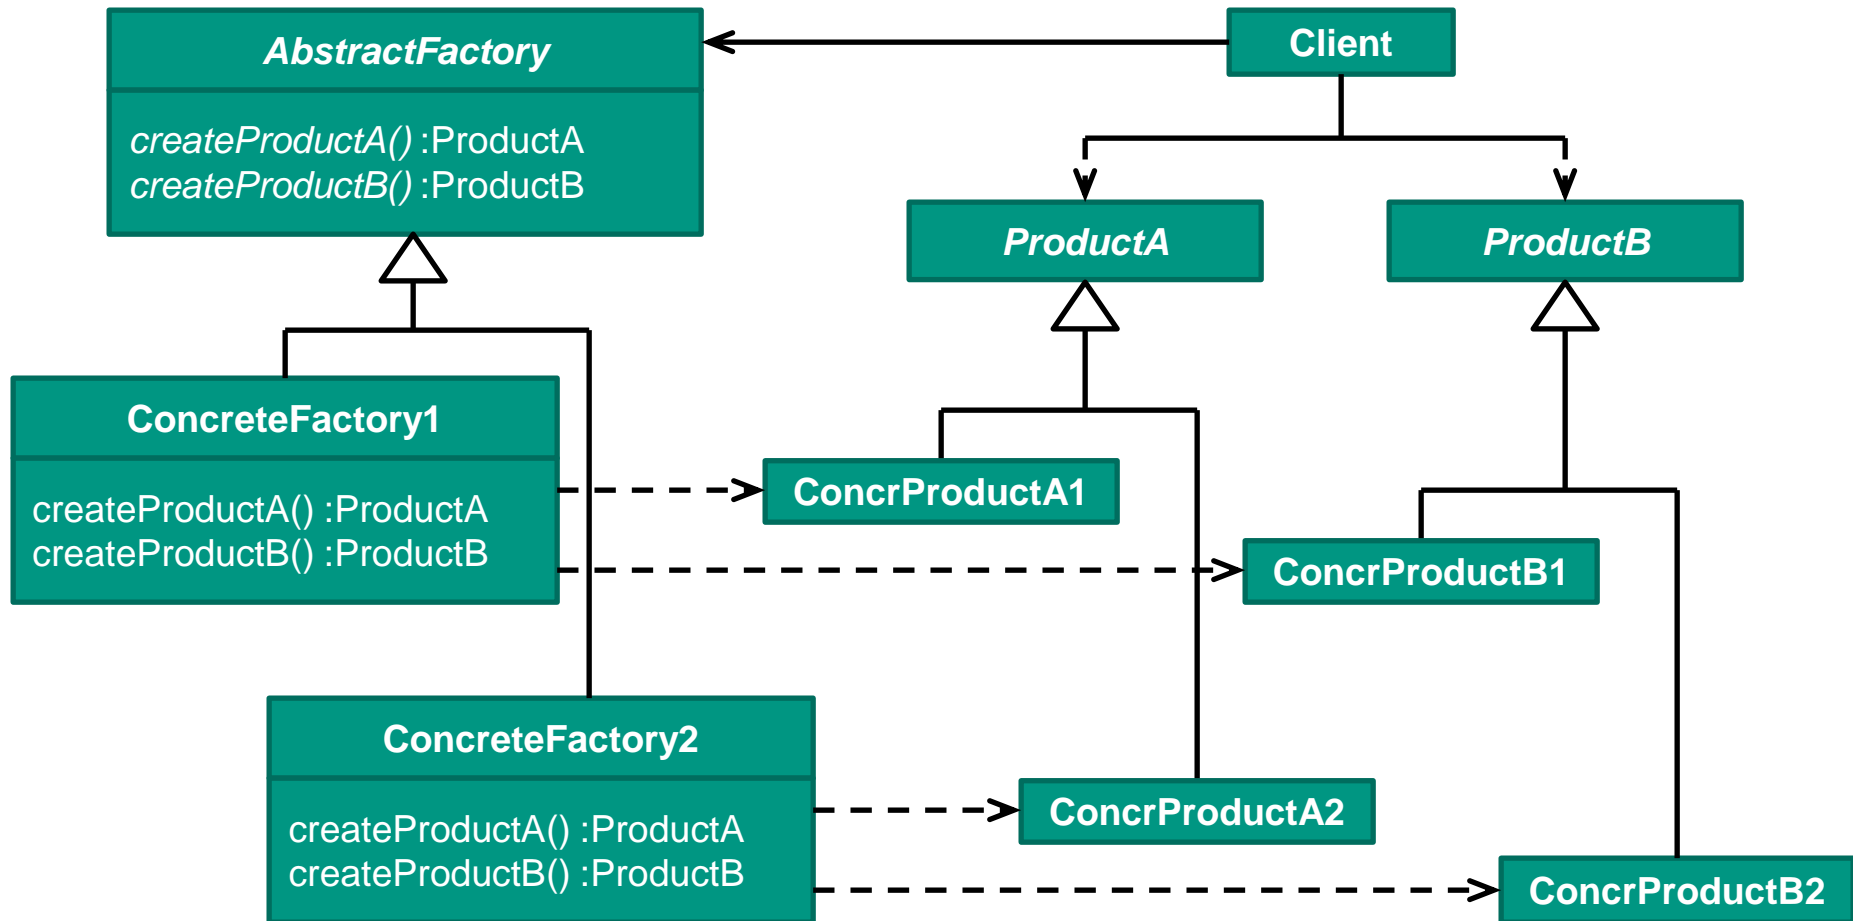 AbstractFactory
createProductA() :ProductA
createProductB() :ProductB
Client
ProductA
ProductB
ConcreteFactory1
createProductA() :ProductA
createProductB() :ProductB
ConcrProductA1
ConcrProductB1
ConcreteFactory2
createProductA() :ProductA
createProductB() :ProductB
ConcrProductA2
ConcrProductB2